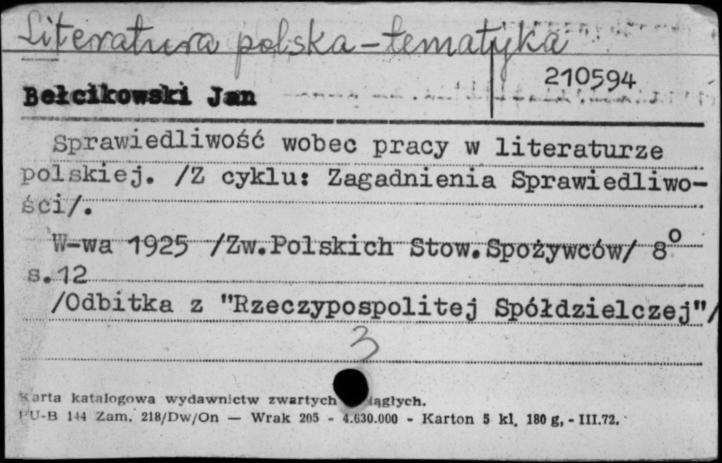 Literatura polska - tematyka
210594
Bełcikowski Jan
Sprawiedliwość wobec pracy w literaturze
polskiej. /Z cyklu: Zagadnienia Sprawiedliwo-
ści/.
W-wa 1925 /Zw.Polskich Stow.Spożywców/ 8°
s.12
/Odbitka z "Rzeczypospolitej Spółdzielczej"/
3
Karta katalogowa wydawnictw zwartych ciągłych.
PU-B 144 Zam. 218/Dw/On — Wrak 205 - 4.630.000 - Karton 5 kl. 180 g, - III.72.